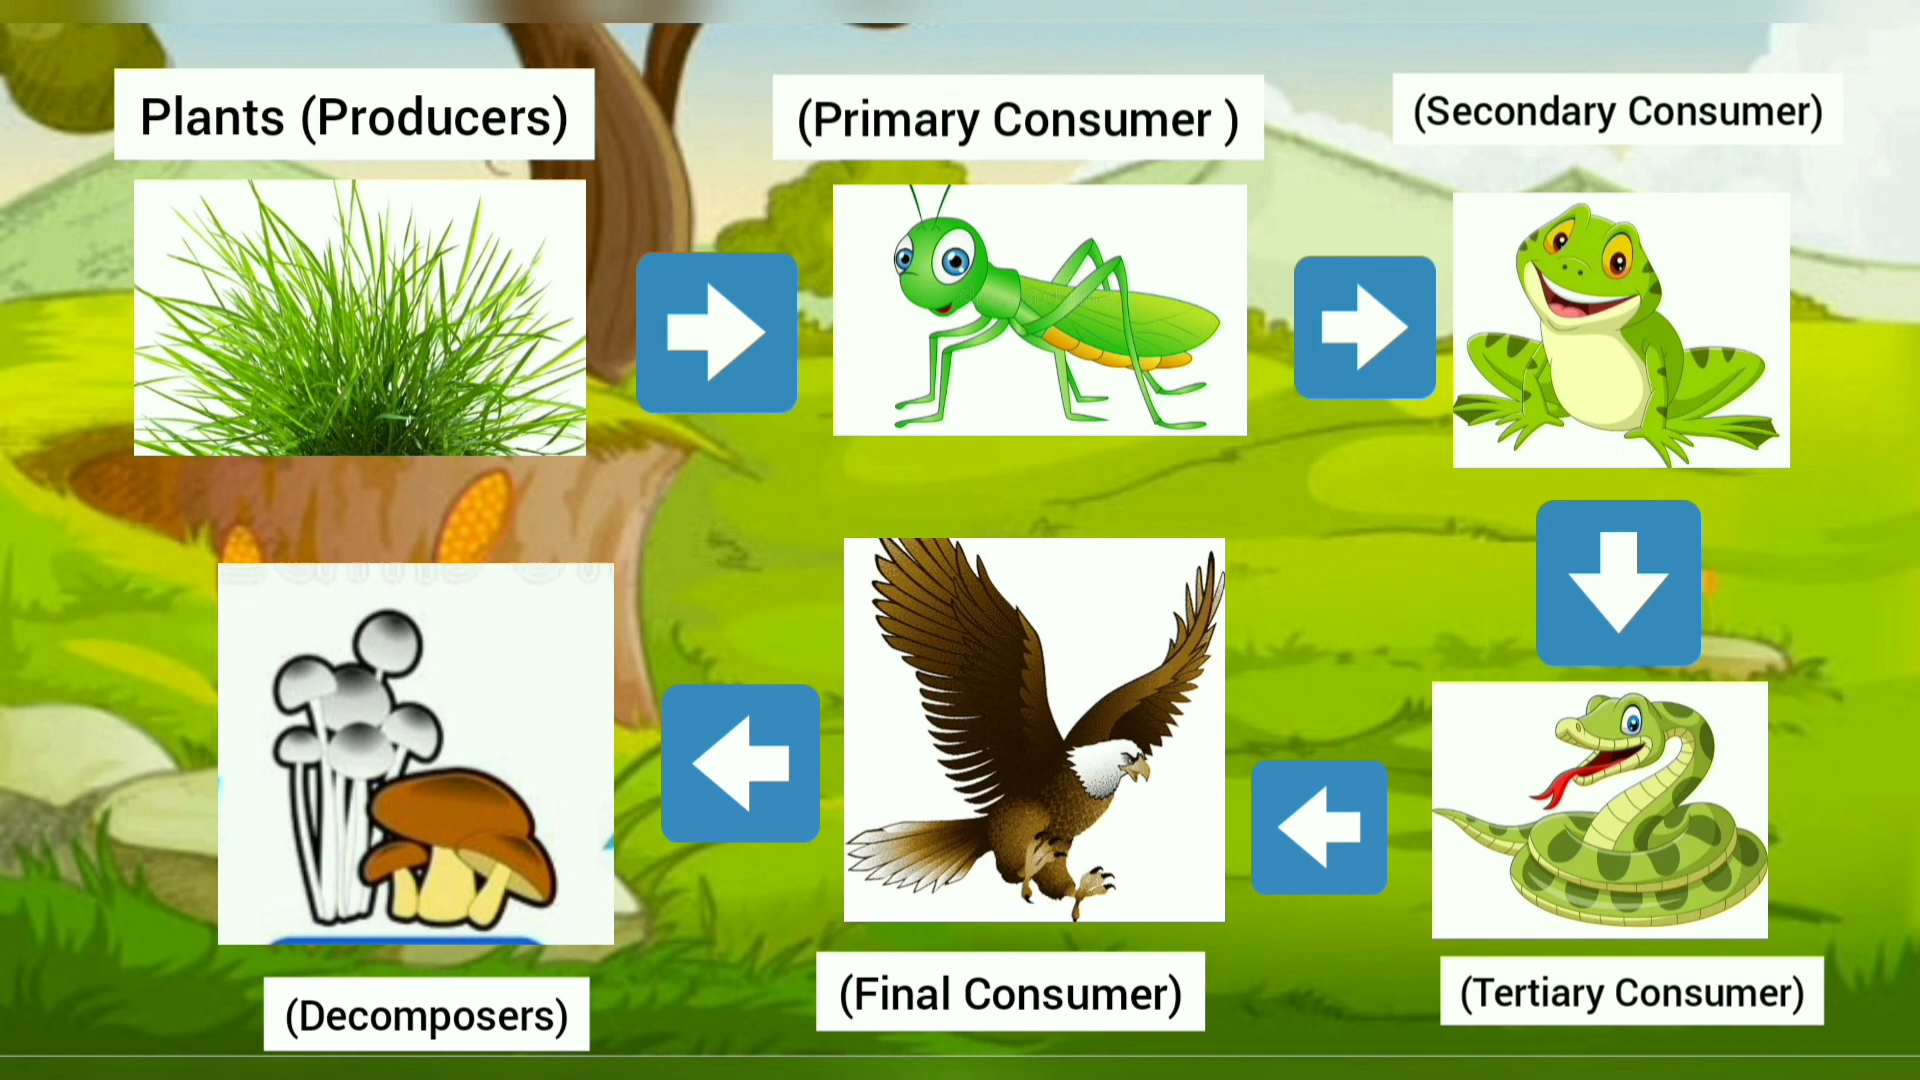 Plants (Producers)
(Primary Consumer )
(Secondary Consumer)
(Decomposers)
(Final Consumer)
(Tertiary Consumer)